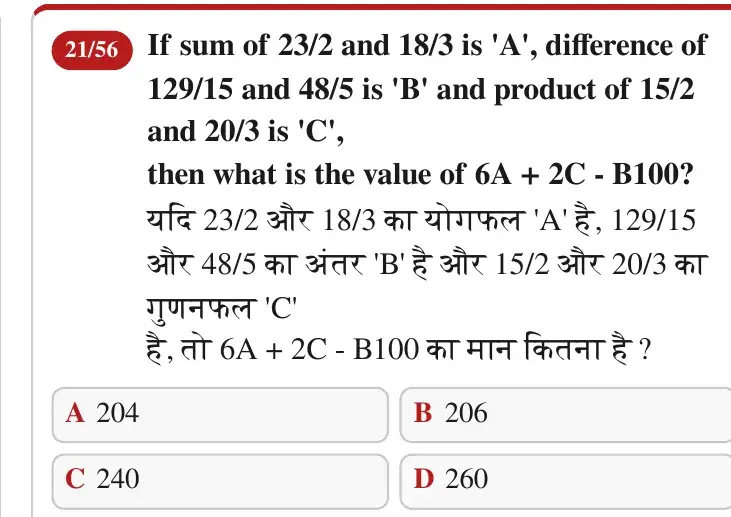 21/56 If sum of 23/2 and 18/3 is 'A', difference of
129/15 and 48/5 is 'B' and product of 15/2
and 20/3 is 'C',
then what is the value of 6A + 2C - B100?
यदि 23/2 और 18/3 का योगफल 'A' है, 129/15
और 48/5 का अंतर 'B' है और 15/2 और 20/3 का
गुणनफल 'C'
है, तो 6A + 2C - B100 का मान कितना है ?
A 204
B 206
C 240
D 260